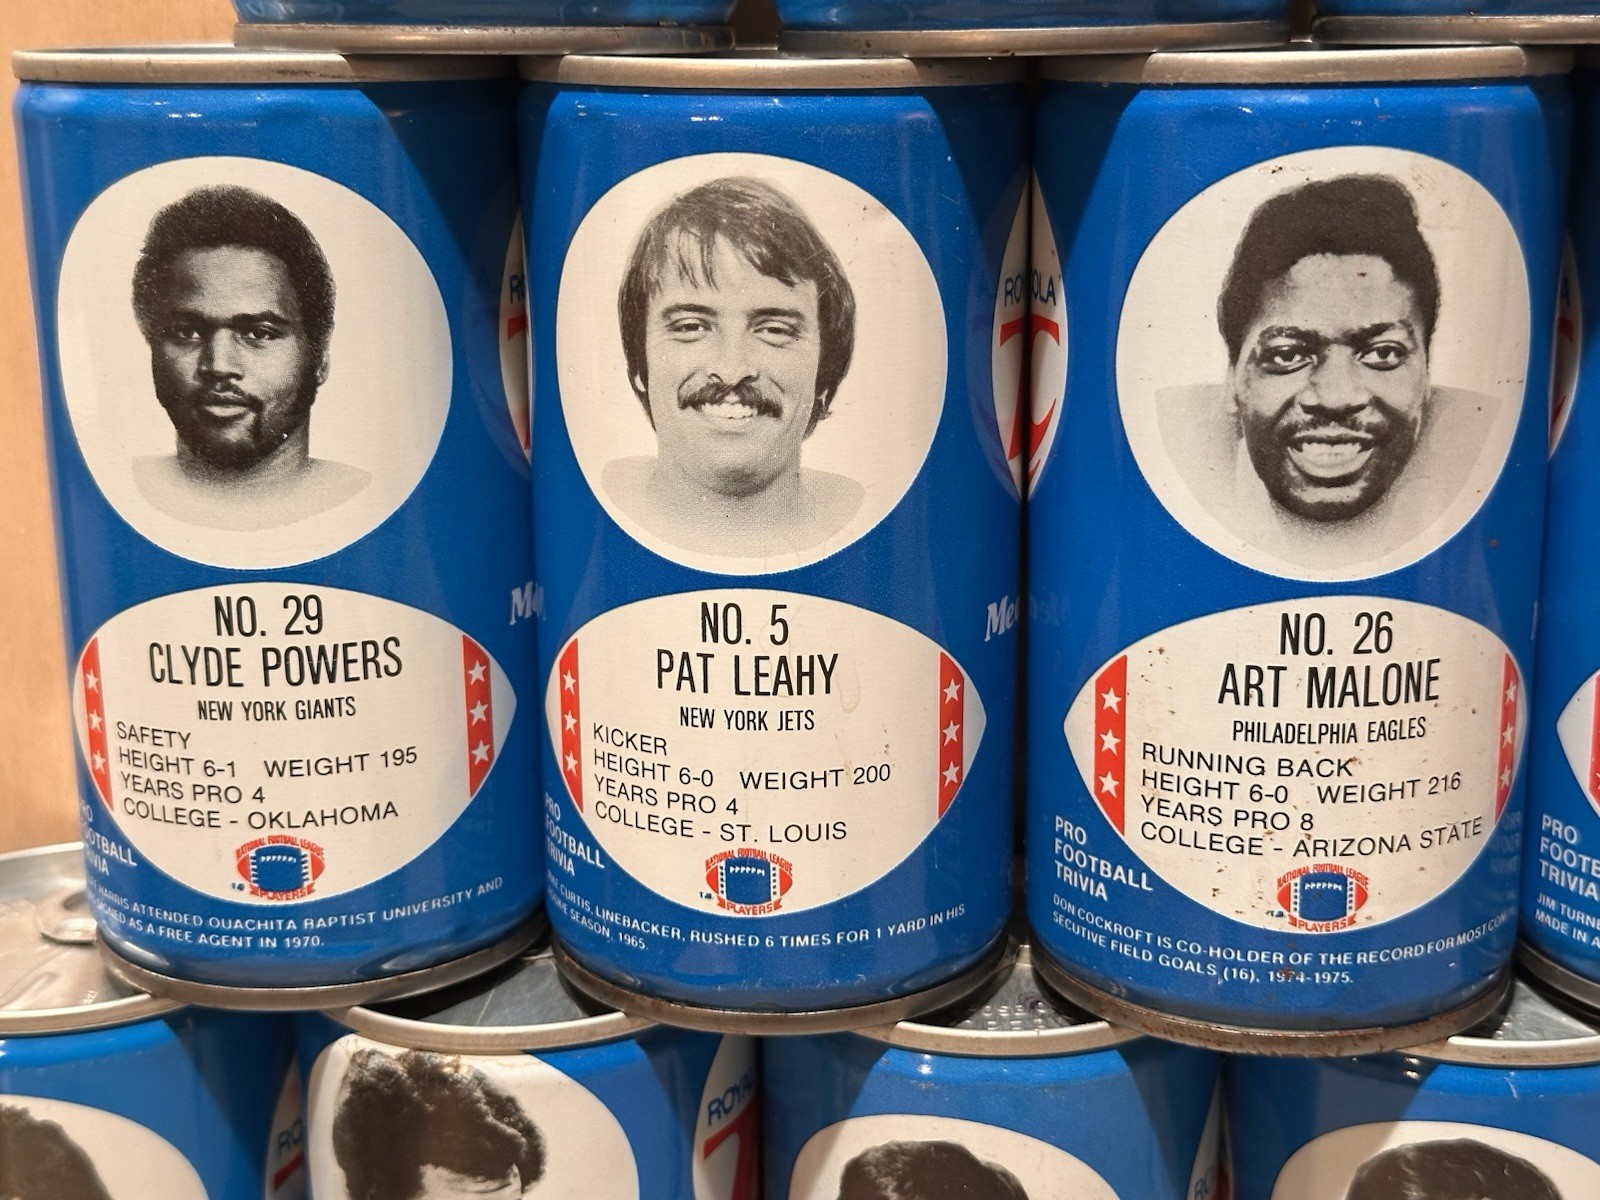 NO. 29
CLYDE POWERS
NEW YORK GIANTS
SAFETY
HEIGHT 6-1 WEIGHT 195
YEARS PRO 4
COLLEGE - OKLAHOMA
NATIONAL FOOTBALL LEAGUE
PLAYERS
FOOTBALL
HARRIS ATTENDED OUACHITA BAPTIST UNIVERSITY AND
SIGNED AS A FREE AGENT IN 1970.
NO. 5
PAT LEAHY
NEW YORK JETS
KICKER
HEIGHT 6-0 WEIGHT 200
YEARS PRO 4
COLLEGE - ST. LOUIS
NATIONAL FOOTBALL LEAGUE
PLAYERS
PRO
FOOTBALL
TRIVIA
CURTIS, LINEBACKER, RUSHED 6 TIMES FOR 1 YARD IN HIS
SEASON, 1965.
NO. 26
ART MALONE
PHILADELPHIA EAGLES
RUNNING BACK
HEIGHT 6-0 WEIGHT 216
YEARS PRO 8
COLLEGE - ARIZONA STATE
NATIONAL FOOTBALL LEAGUE
PLAYERS
PRO
FOOTBALL
TRIVIA
DON COCKROFT IS CO-HOLDER OF THE RECORD FOR MOST CON-
SECUTIVE FIELD GOALS, (16), 1974-1975.
PRO
TRIVIA
JIM
MADE IN A
ROYAL